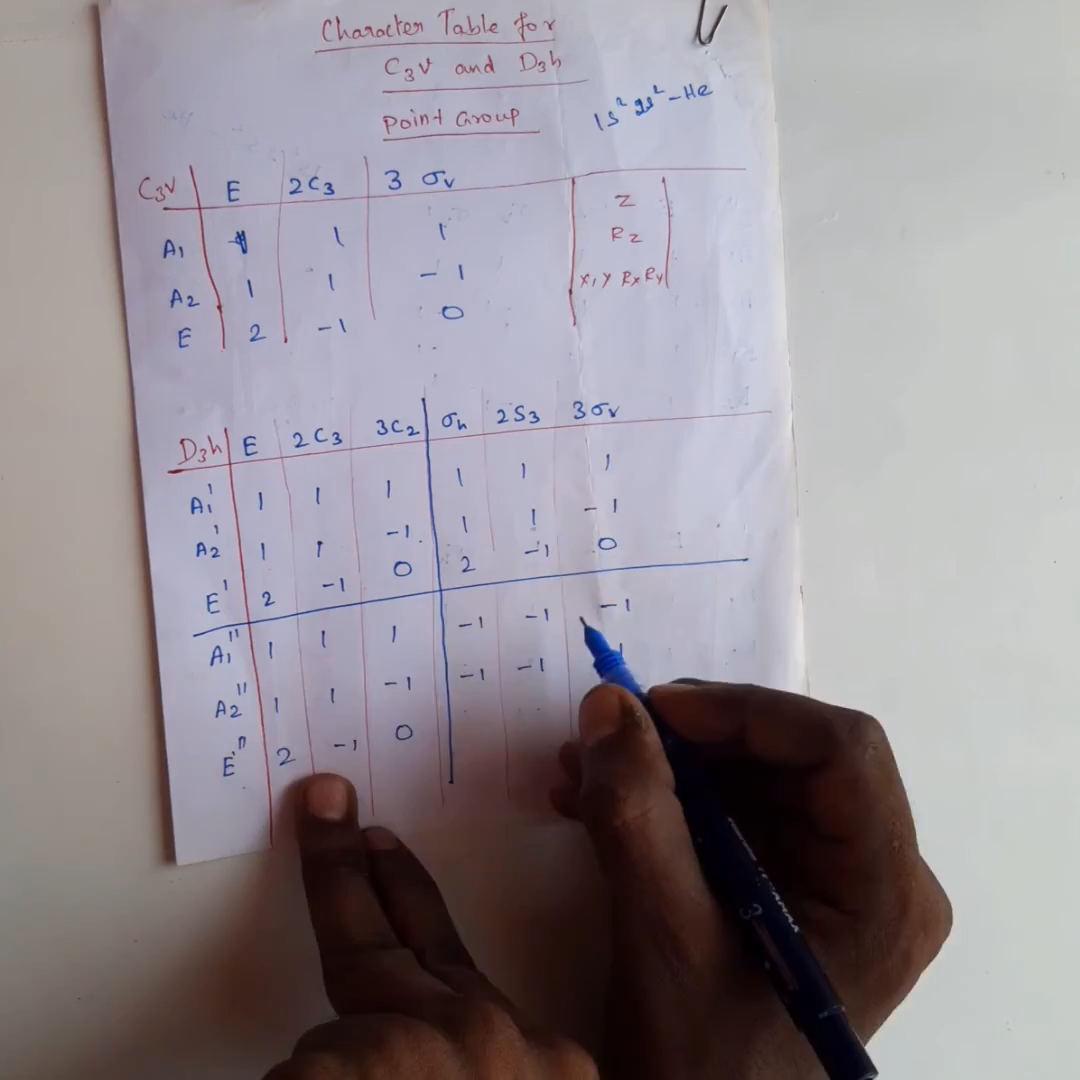 Character Table for
C3V and D3h
Point Group
1s² 2s² - He
C3V E 2C3 3 σv
A1 1 1 1 Z
A2 1 1 -1 Rz
E 2 -1 0 x,y Rx Ry
D3h E 2C3 3C2 σh 2S3 3σv
A1' 1 1 1 1 1 1
A2' 1 1 -1 1 1 -1
E' 2 -1 0 2 -1 0
A1'' 1 1 1 -1 -1 -1
A2'' 1 1 -1 -1 -1 1
E'' 2 -1 0